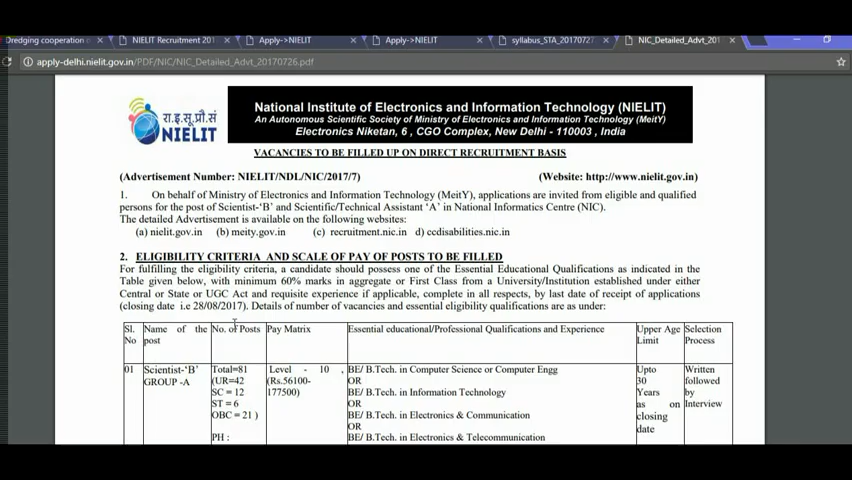 Dredging cooperation o
NIELIT Recruitment 201
Apply->NIELIT
Apply->NIELIT
syllabus_STA_20170727
NIC_Detailed_Advt_201
apply-delhi.nielit.gov.in/PDF/NIC/NIC_Detailed_Advt_20170726.pdf
रा.इ.सू.प्रौ.सं
NIELIT
National Institute of Electronics and Information Technology (NIELIT)
An Autonomous Scientific Society of Ministry of Electronics and Information Technology (MeitY)
Electronics Niketan, 6 , CGO Complex, New Delhi - 110003 , India
VACANCIES TO BE FILLED UP ON DIRECT RECRUITMENT BASIS
(Advertisement Number: NIELIT/NDL/NIC/2017/7) (Website: http://www.nielit.gov.in)
1. On behalf of Ministry of Electronics and Information Technology (MeitY), applications are invited from eligible and qualified
persons for the post of Scientist-'B' and Scientific/Technical Assistant 'A' in National Informatics Centre (NIC).
The detailed Advertisement is available on the following websites:
(a) nielit.gov.in (b) meity.gov.in (c) recruitment.nic.in d) ccdisabilities.nic.in
2. ELIGIBILITY CRITERIA AND SCALE OF PAY OF POSTS TO BE FILLED
For fulfilling the eligibility criteria, a candidate should possess one of the Essential Educational Qualifications as indicated in the
Table given below, with minimum 60% marks in aggregate or First Class from a University/Institution established under either
Central or State or UGC Act and requisite experience if applicable, complete in all respects, by last date of receipt of applications
(closing date i.e 28/08/2017). Details of number of vacancies and essential eligibility qualifications are as under:
Sl. No
Name of the post
No. of Posts
Pay Matrix
Essential educational/Professional Qualifications and Experience
Upper Age Limit
Selection Process
01
Scientist-'B'
GROUP -A
Total=81
(UR=42
SC = 12
ST = 6
OBC = 21 )
PH :
Level - 10 ,
(Rs.56100-
177500)
BE/ B.Tech. in Computer Science or Computer Engg
OR
BE/ B.Tech. in Information Technology
OR
BE/ B.Tech. in Electronics & Communication
OR
BE/ B.Tech. in Electronics & Telecommunication
Upto
30
Years
as on
closing
date
Written
followed
by
Interview